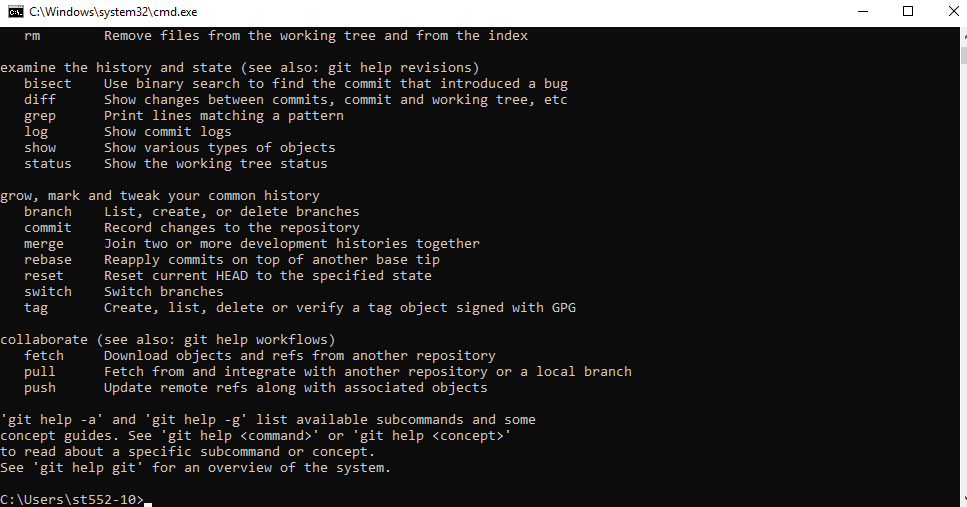 C:\Windows\system32\cmd.exe
rm Remove files from the working tree and from the index
examine the history and state (see also: git help revisions)
bisect Use binary search to find the commit that introduced a bug
diff Show changes between commits, commit and working tree, etc
grep Print lines matching a pattern
log Show commit logs
show Show various types of objects
status Show the working tree status
grow, mark and tweak your common history
branch List, create, or delete branches
commit Record changes to the repository
merge Join two or more development histories together
rebase Reapply commits on top of another base tip
reset Reset current HEAD to the specified state
switch Switch branches
tag Create, list, delete or verify a tag object signed with GPG
collaborate (see also: git help workflows)
fetch Download objects and refs from another repository
pull Fetch from and integrate with another repository or a local branch
push Update remote refs along with associated objects
'git help -a' and 'git help -g' list available subcommands and some
concept guides. See 'git help <command>' or 'git help <concept>'
to read about a specific subcommand or concept.
See 'git help git' for an overview of the system.
C:\Users\st552-10>